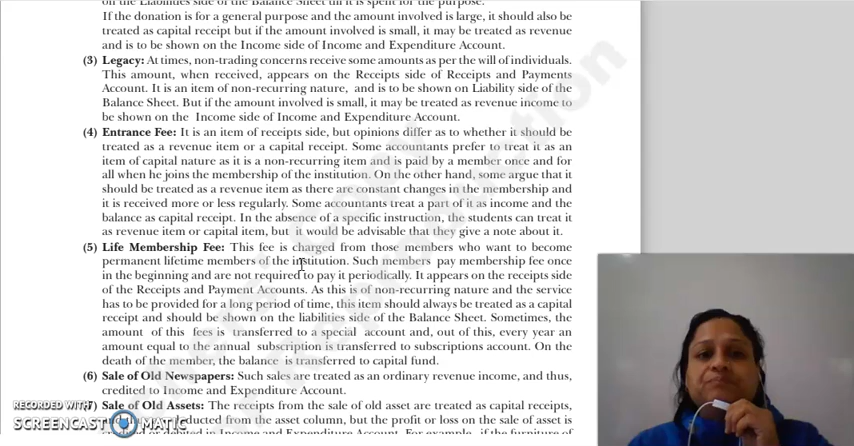 on the Liabilities side of the Balance Sheet till it is spent for the purpose.
If the donation is for a general purpose and the amount involved is large, it should also be
treated as capital receipt but if the amount involved is small, it may be treated as revenue
and is to be shown on the Income side of Income and Expenditure Account.
(3) Legacy: At times, non-trading concerns receive some amounts as per the will of individuals.
This amount, when received, appears on the Receipts side of Receipts and Payments
Account. It is an item of non-recurring nature, and is to be shown on Liability side of the
Balance Sheet. But if the amount involved is small, it may be treated as revenue income to
be shown on the Income side of Income and Expenditure Account.
(4) Entrance Fee: It is an item of receipts side, but opinions differ as to whether it should be
treated as a revenue item or a capital receipt. Some accountants prefer to treat it as an
item of capital nature as it is a non-recurring item and is paid by a member once and for
all when he joins the membership of the institution. On the other hand, some argue that it
should be treated as a revenue item as there are constant changes in the membership and
it is received more or less regularly. Some accountants treat a part of it as income and the
balance as capital receipt. In the absence of a specific instruction, the students can treat it
as revenue item or capital item, but it would be advisable that they give a note about it.
(5) Life Membership Fee: This fee is charged from those members who want to become
permanent lifetime members of the institution. Such members pay membership fee once
in the beginning and are not required to pay it periodically. It appears on the receipts side
of the Receipts and Payment Accounts. As this is of non-recurring nature and the service
has to be provided for a long period of time, this item should always be treated as a capital
receipt and should be shown on the liabilities side of the Balance Sheet. Sometimes, the
amount of this fees is transferred to a special account and, out of this, every year an
amount equal to the annual subscription is transferred to subscriptions account. On the
death of the member, the balance is transferred to capital fund.
(6) Sale of Old Newspapers: Such sales are treated as an ordinary revenue income, and thus,
credited to Income and Expenditure Account.
(7) Sale of Old Assets: The receipts from the sale of old asset are treated as capital receipts,
deducted from the asset column, but the profit or loss on the sale of asset is
credited or debited in Income and Expenditure Account. For example, if the furniture of
RECORDED WITH
SCREENCAST MATIC